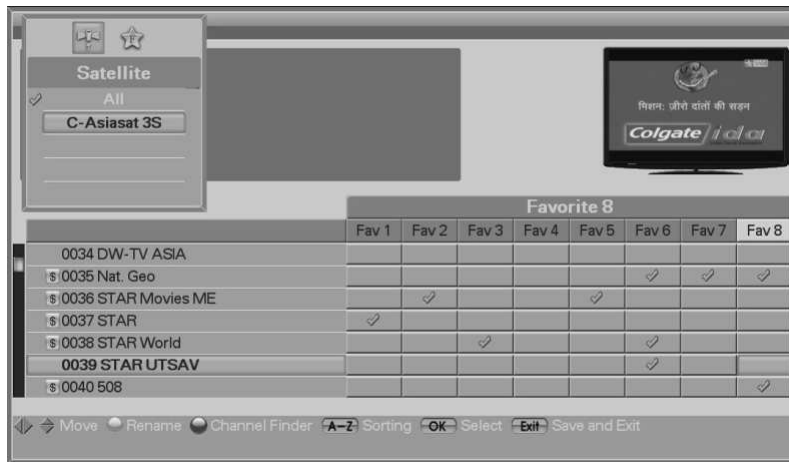 Satellite
All
C-Asiasat 3S
मिशन: ज़ीरो दांतों की सड़न
Colgate
Favorite 8
Fav 1 Fav 2 Fav 3 Fav 4 Fav 5 Fav 6 Fav 7 Fav 8
0034 DW-TV ASIA
$ 0035 Nat. Geo
$ 0036 STAR Movies ME
$ 0037 STAR
$ 0038 STAR World
0039 STAR UTSAV
$ 0040 508
Move Rename Channel Finder A-Z Sorting OK Select Exit Save and Exit